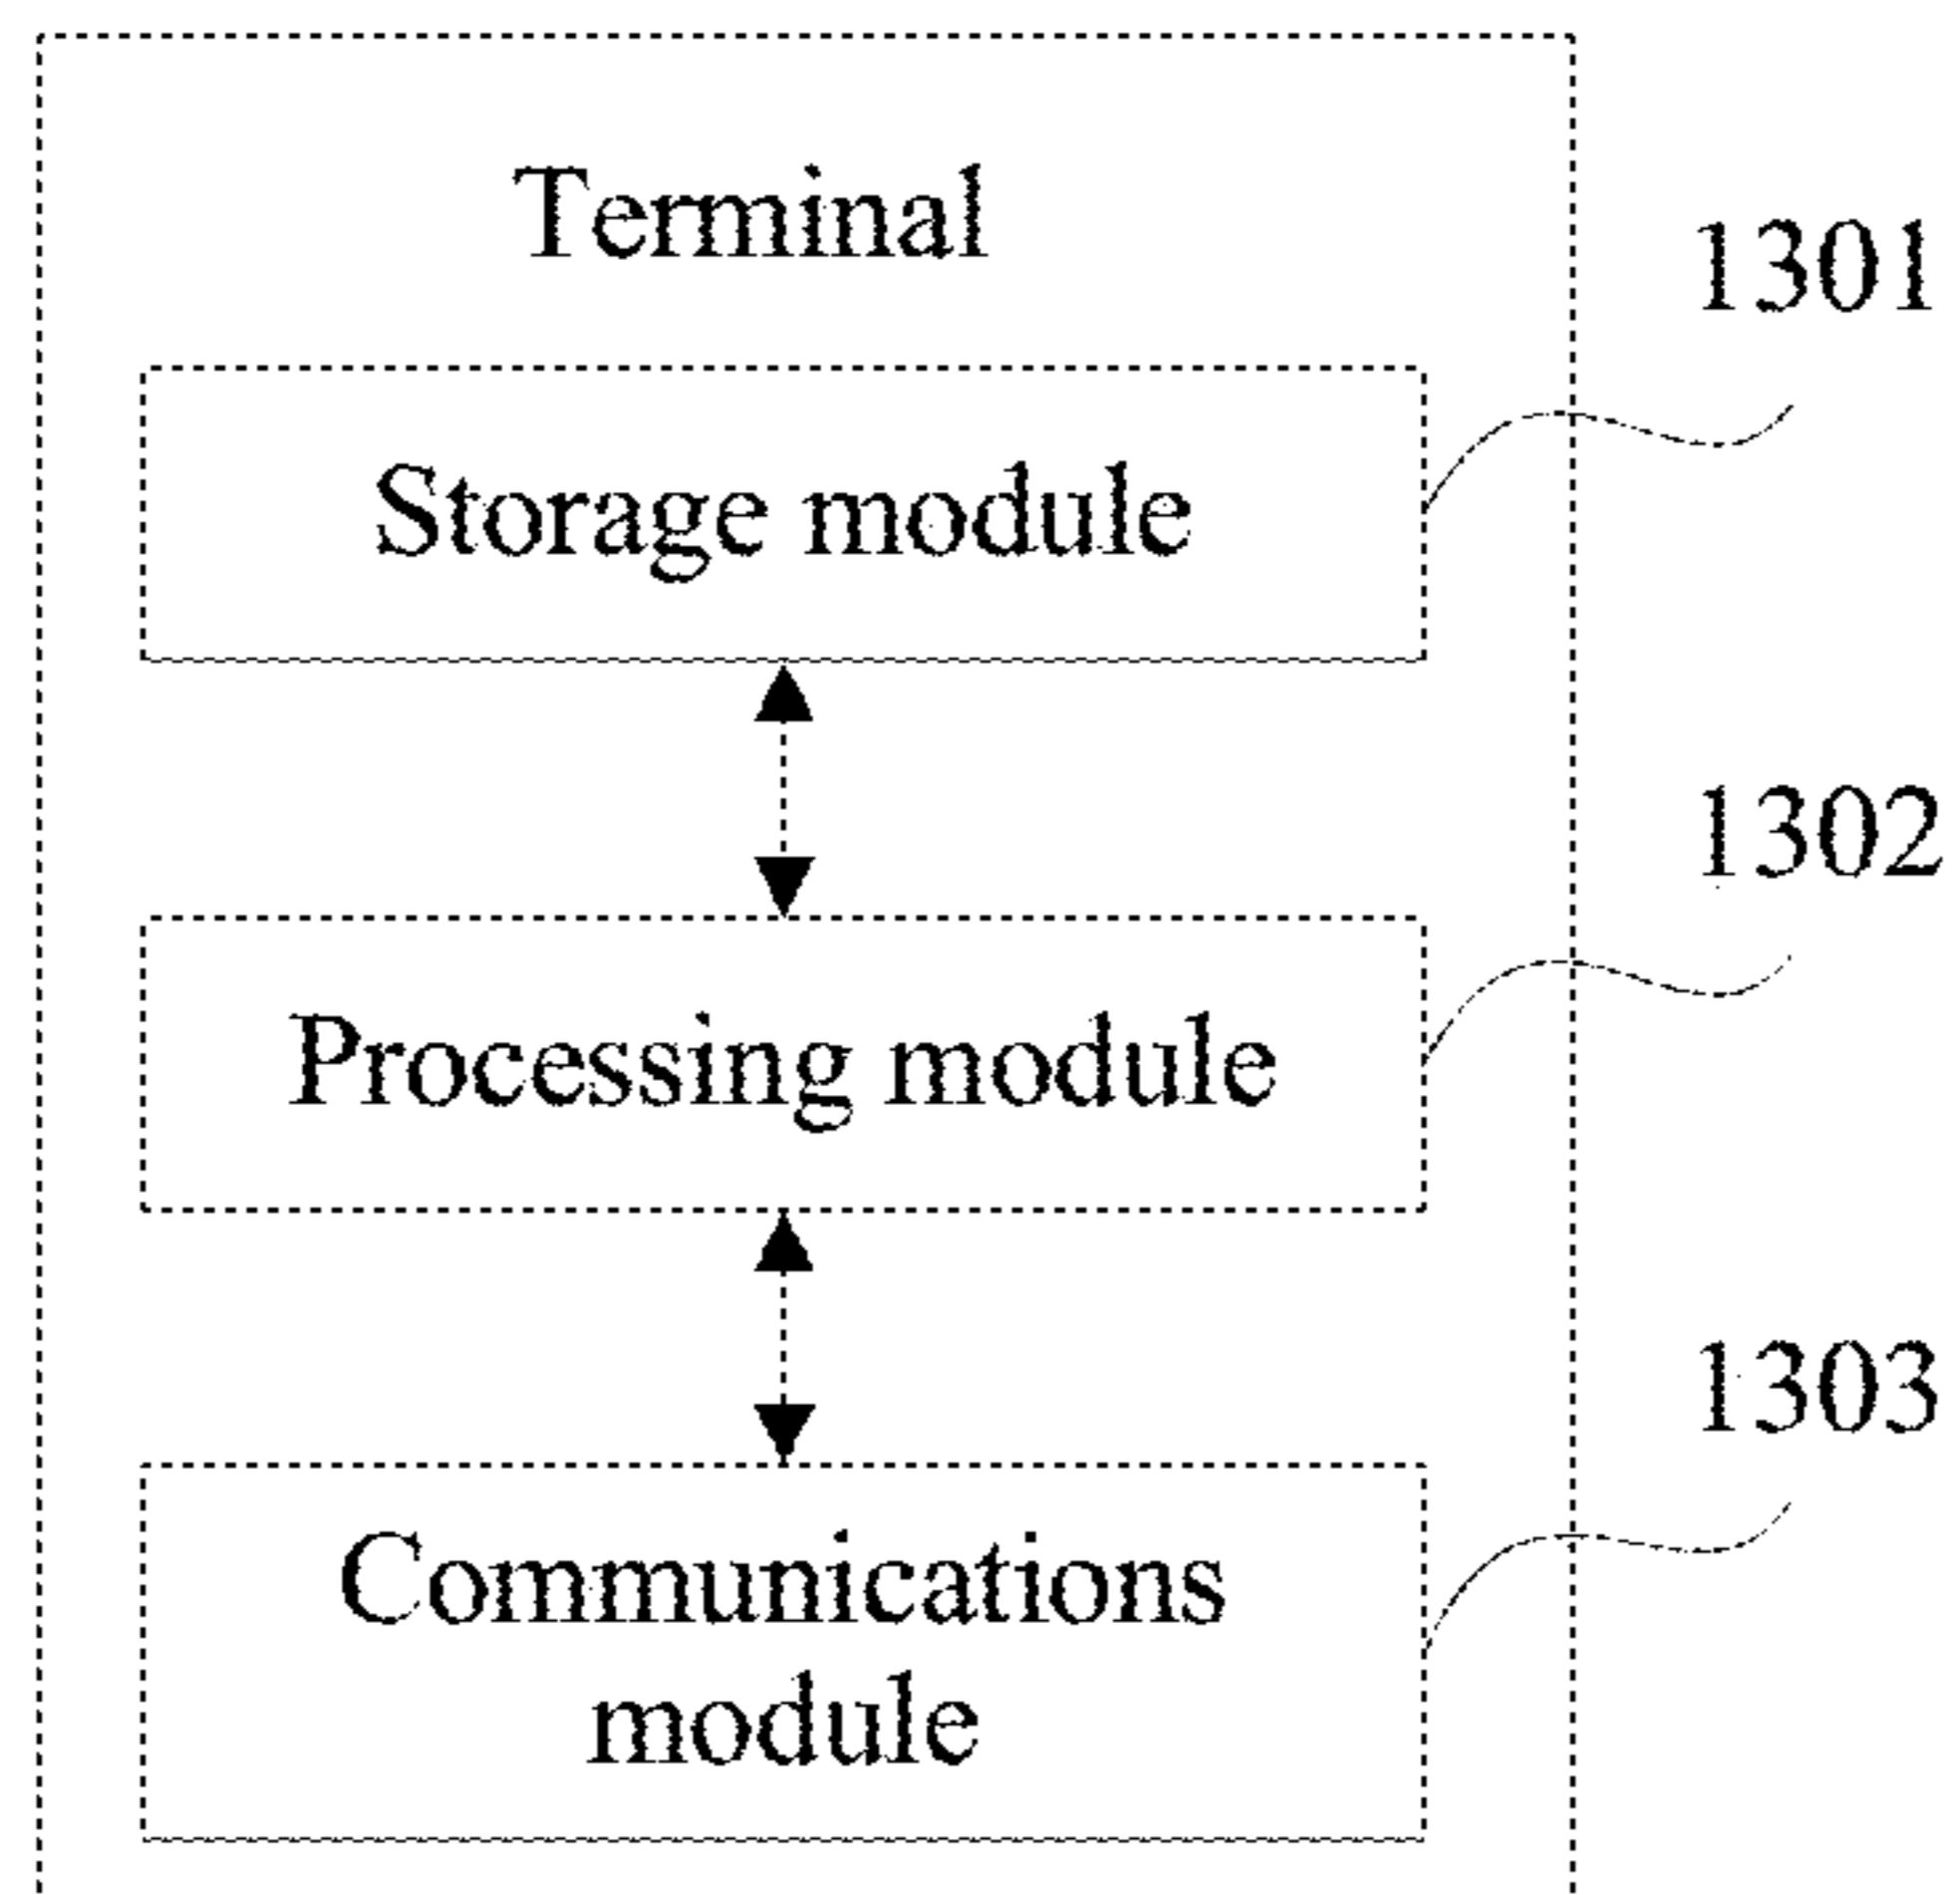 Terminal
1301
Storage module
1302
Processing module
1303
Communications
module